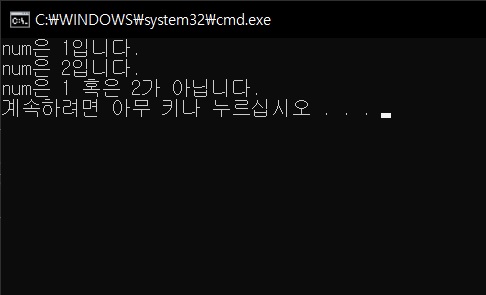 C:₩WINDOWS₩system32₩cmd.exe
num은 1입니다.
num은 2입니다.
num은 1 혹은 2가 아닙니다.
계속하려면 아무 키나 누르십시오 . . .